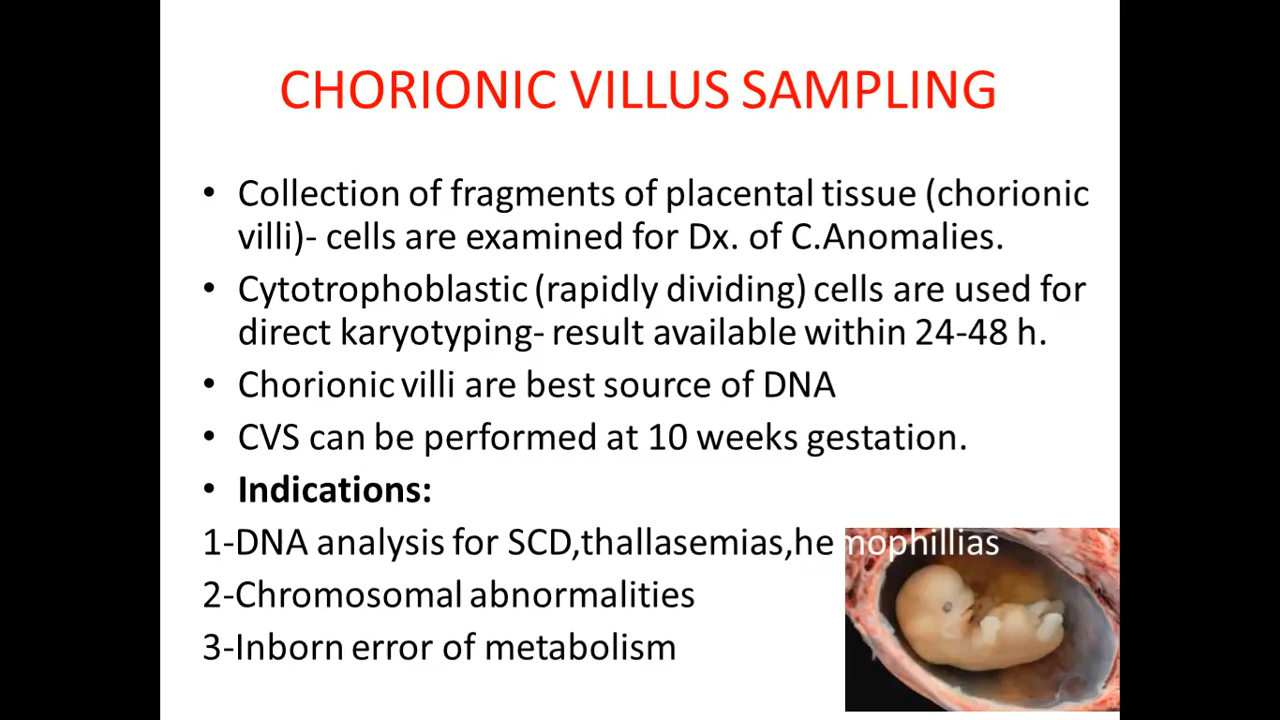 CHORIONIC VILLUS SAMPLING
• Collection of fragments of placental tissue (chorionic
villi)- cells are examined for Dx. of C.Anomalies.
• Cytotrophoblastic (rapidly dividing) cells are used for
direct karyotyping- result available within 24-48 h.
• Chorionic villi are best source of DNA
• CVS can be performed at 10 weeks gestation.
• Indications:
1-DNA analysis for SCD,thallasemias,hemophillias
2-Chromosomal abnormalities
3-Inborn error of metabolism